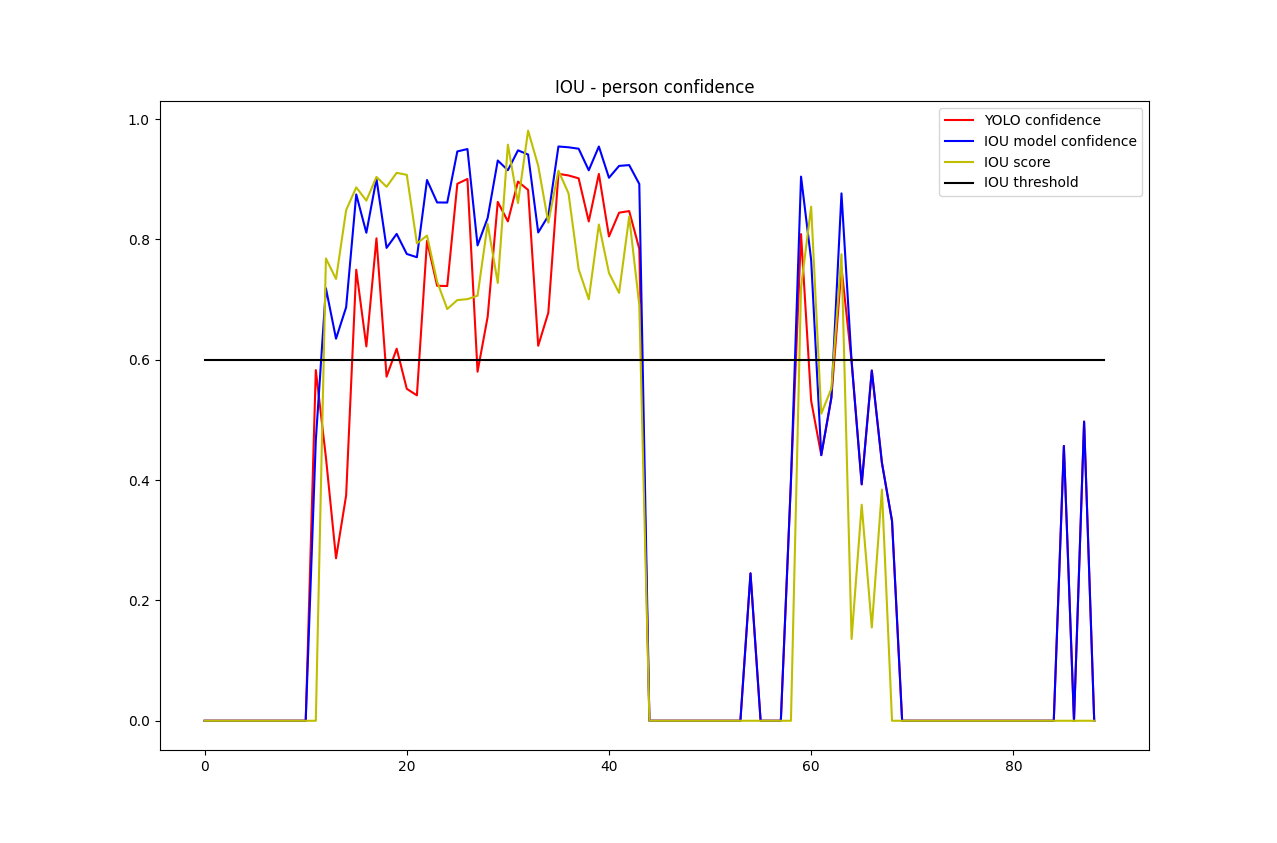 IOU - person confidence
YOLO confidence
IOU model confidence
IOU score
IOU threshold
1.0
0.8
0.6
0.4
0.2
0.0
0 20 40 60 80